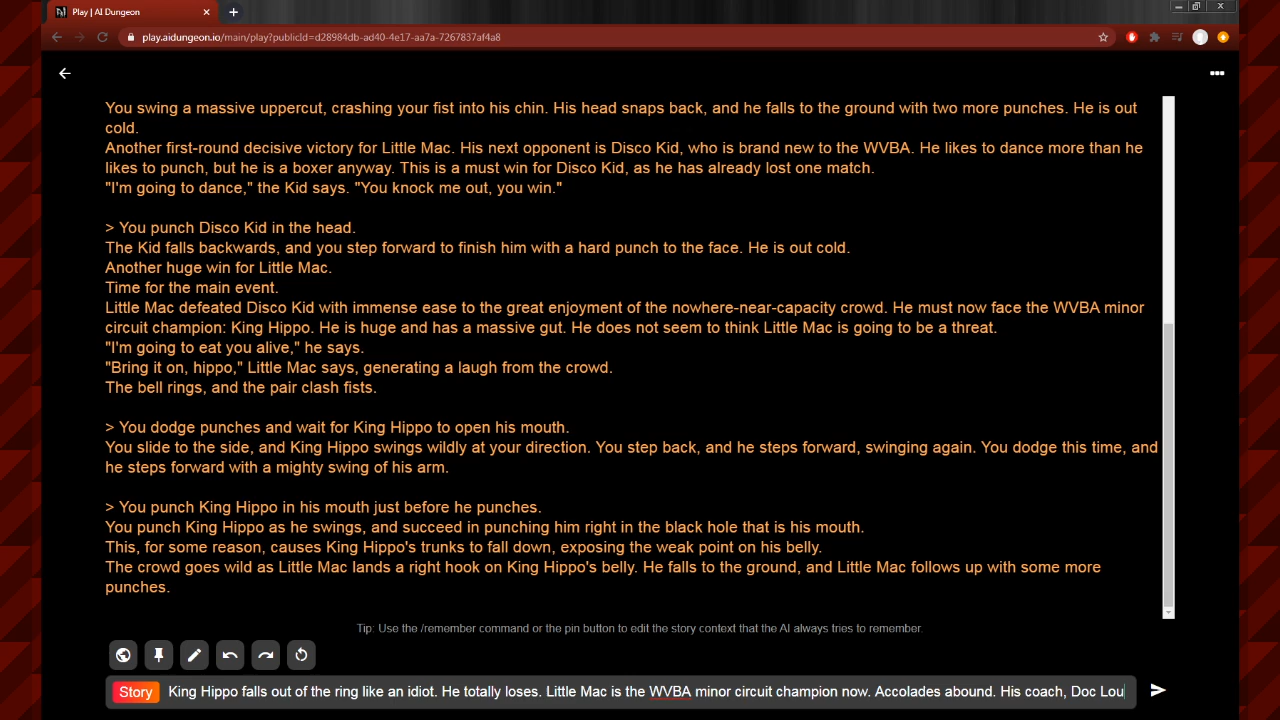 Play | AI Dungeon
play.aidungeon.io/main/play?publicId=d28984db-ad40-4e17-aa7a-7267837af4a8
You swing a massive uppercut, crashing your fist into his chin. His head snaps back, and he falls to the ground with two more punches. He is out
cold.
Another first-round decisive victory for Little Mac. His next opponent is Disco Kid, who is brand new to the WVBA. He likes to dance more than he
likes to punch, but he is a boxer anyway. This is a must win for Disco Kid, as he has already lost one match.
"I'm going to dance," the Kid says. "You knock me out, you win."
> You punch Disco Kid in the head.
The Kid falls backwards, and you step forward to finish him with a hard punch to the face. He is out cold.
Another huge win for Little Mac.
Time for the main event.
Little Mac defeated Disco Kid with immense ease to the great enjoyment of the nowhere-near-capacity crowd. He must now face the WVBA minor
circuit champion: King Hippo. He is huge and has a massive gut. He does not seem to think Little Mac is going to be a threat.
"I'm going to eat you alive," he says.
"Bring it on, hippo," Little Mac says, generating a laugh from the crowd.
The bell rings, and the pair clash fists.
> You dodge punches and wait for King Hippo to open his mouth.
You slide to the side, and King Hippo swings wildly at your direction. You step back, and he steps forward, swinging again. You dodge this time, and
he steps forward with a mighty swing of his arm.
> You punch King Hippo in his mouth just before he punches.
You punch King Hippo as he swings, and succeed in punching him right in the black hole that is his mouth.
This, for some reason, causes King Hippo's trunks to fall down, exposing the weak point on his belly.
The crowd goes wild as Little Mac lands a right hook on King Hippo's belly. He falls to the ground, and Little Mac follows up with some more
punches.
Tip: Use the /remember command or the pin button to edit the story context that the AI always tries to remember.
Story King Hippo falls out of the ring like an idiot. He totally loses. Little Mac is the WVBA minor circuit champion now. Accolades abound. His coach, Doc Lou